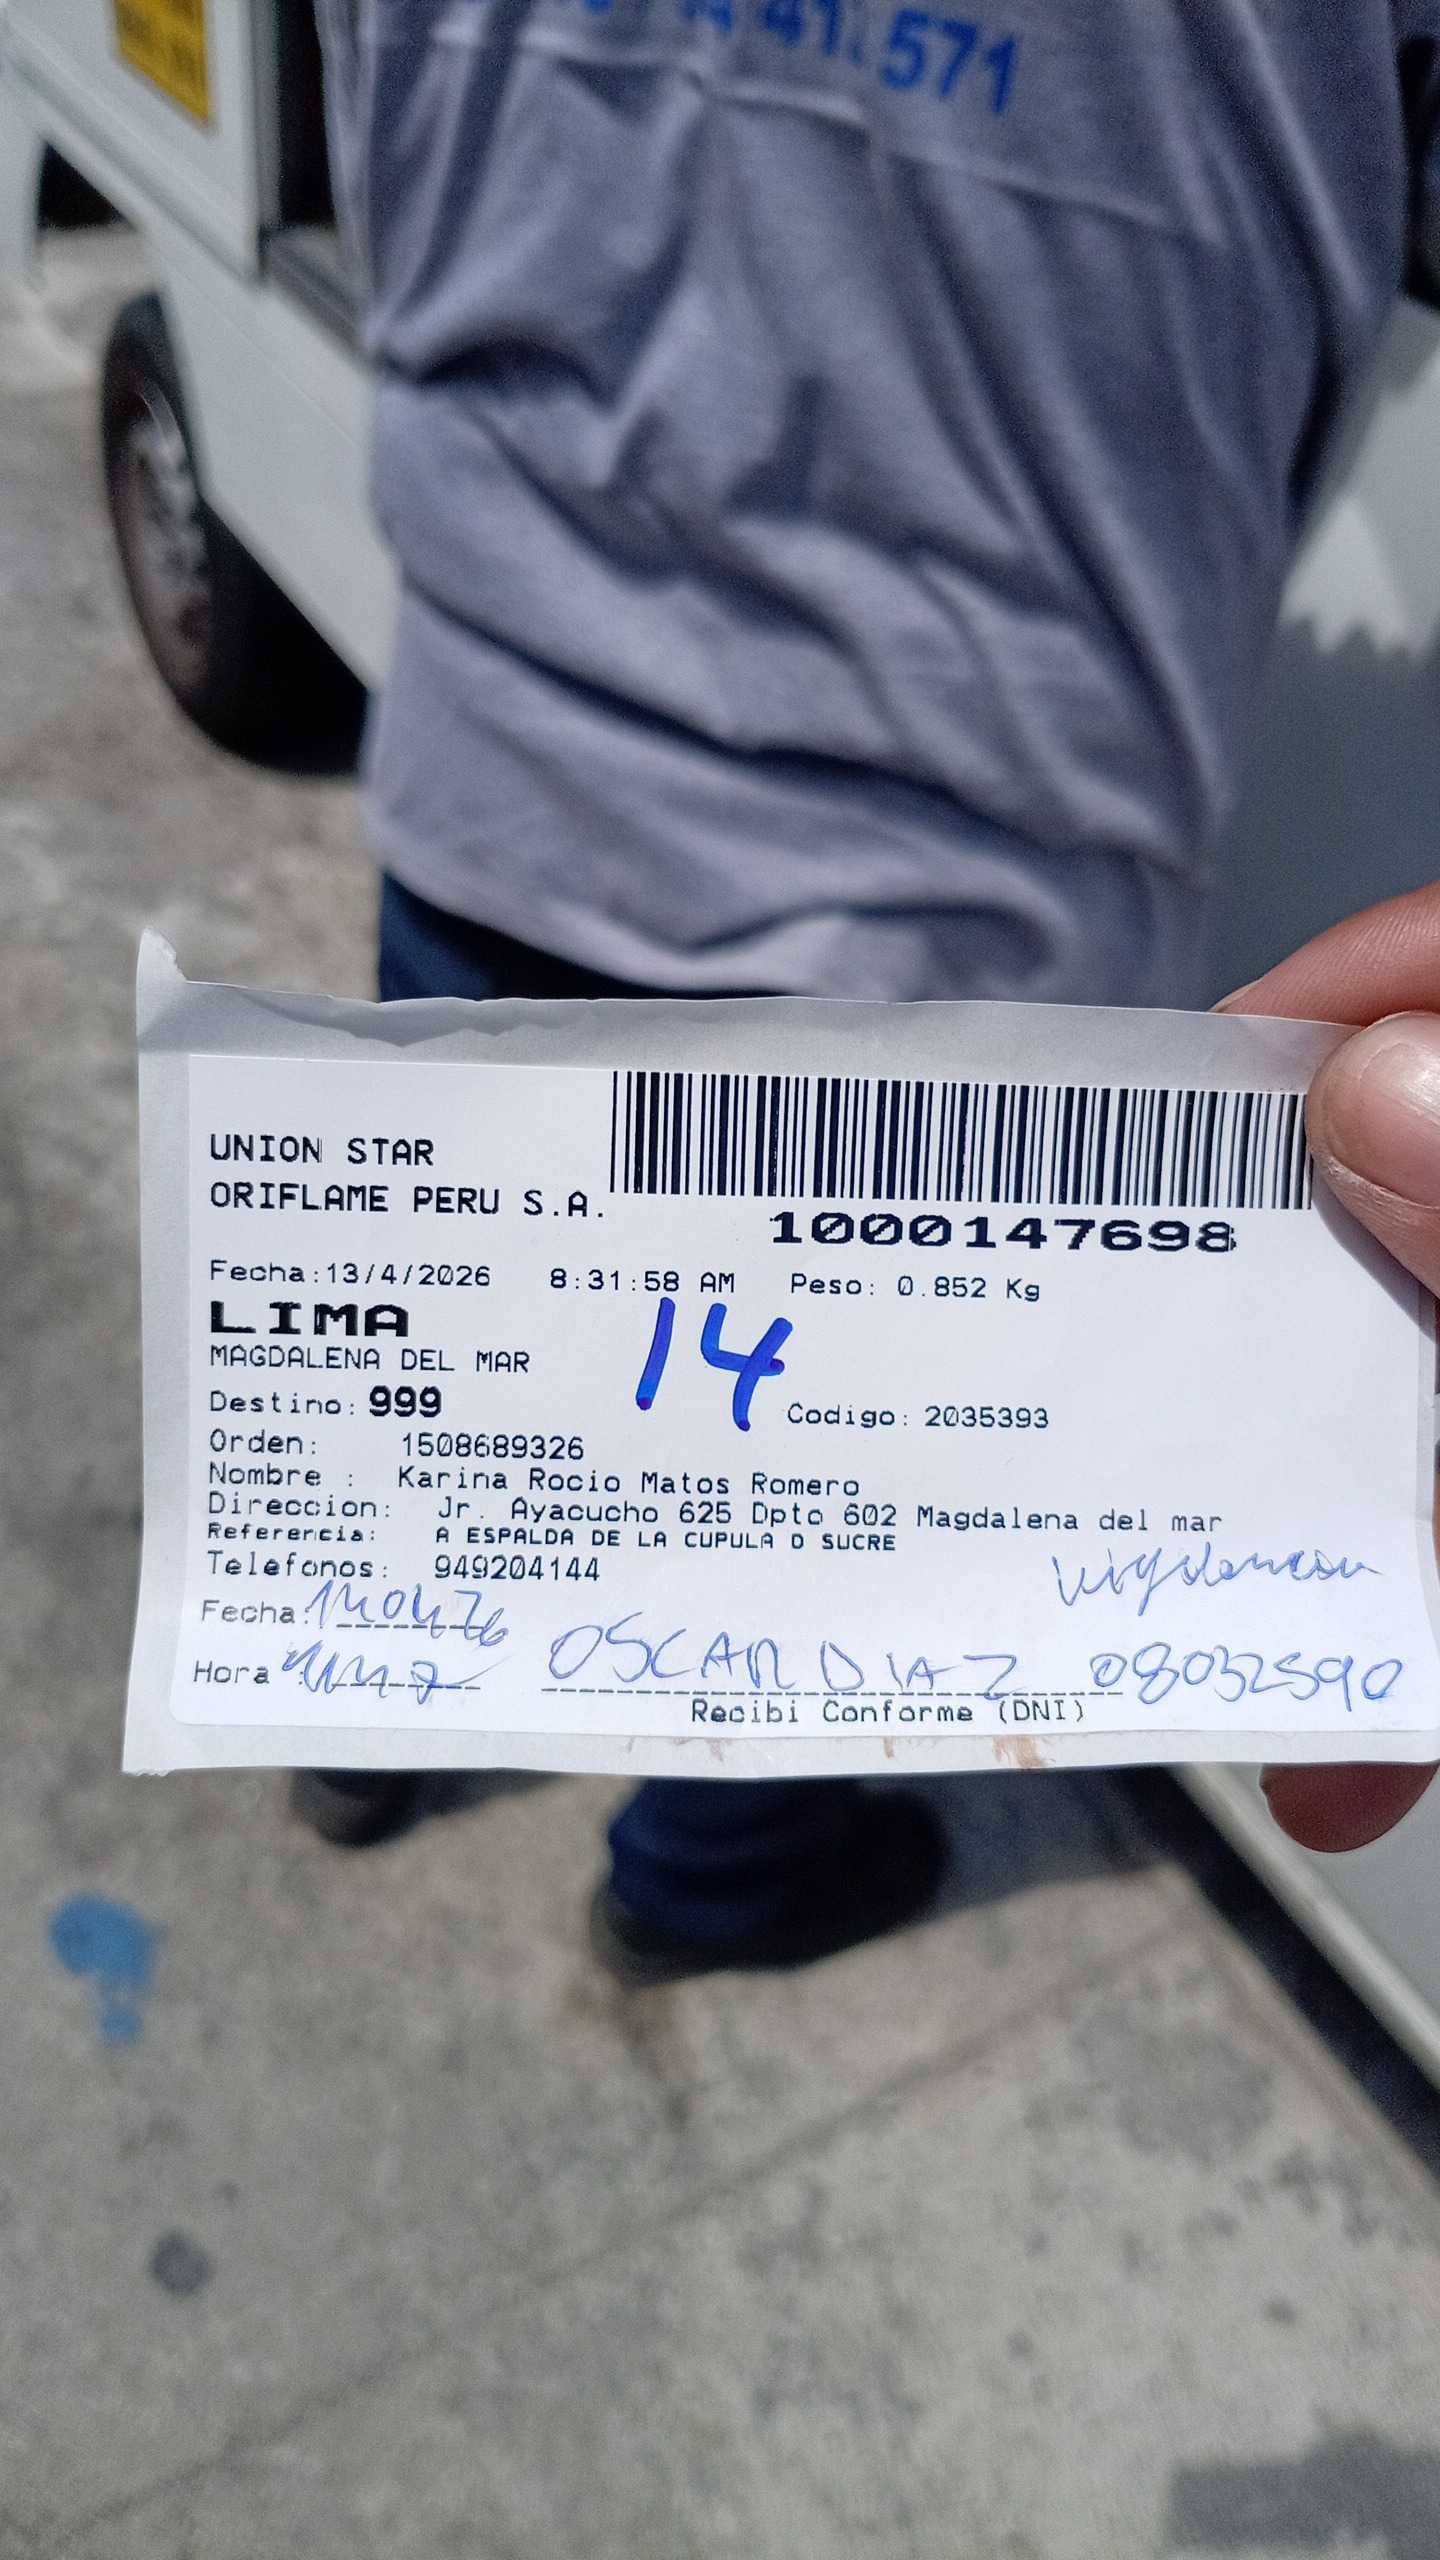 41.571
UNION STAR
ORIFLAME PERU S.A.
1000147698
Fecha:13/4/2026 8:31:58 AM Peso: 0.852 Kg
LIMA
14
MAGDALENA DEL MAR
Destino: 999
Codigo: 2035393
Orden: 1508689326
Nombre : Karina Rocio Matos Romero
Direccion: Jr. Ayacucho 625 Dpto 602 Magdalena del mar
Referencia: A ESPALDA DE LA CUPULA D SUCRE
Telefonos: 949204144
Fecha:
Hora OSCAR DIAZ 08032590
Recibi Conforme (DNI)